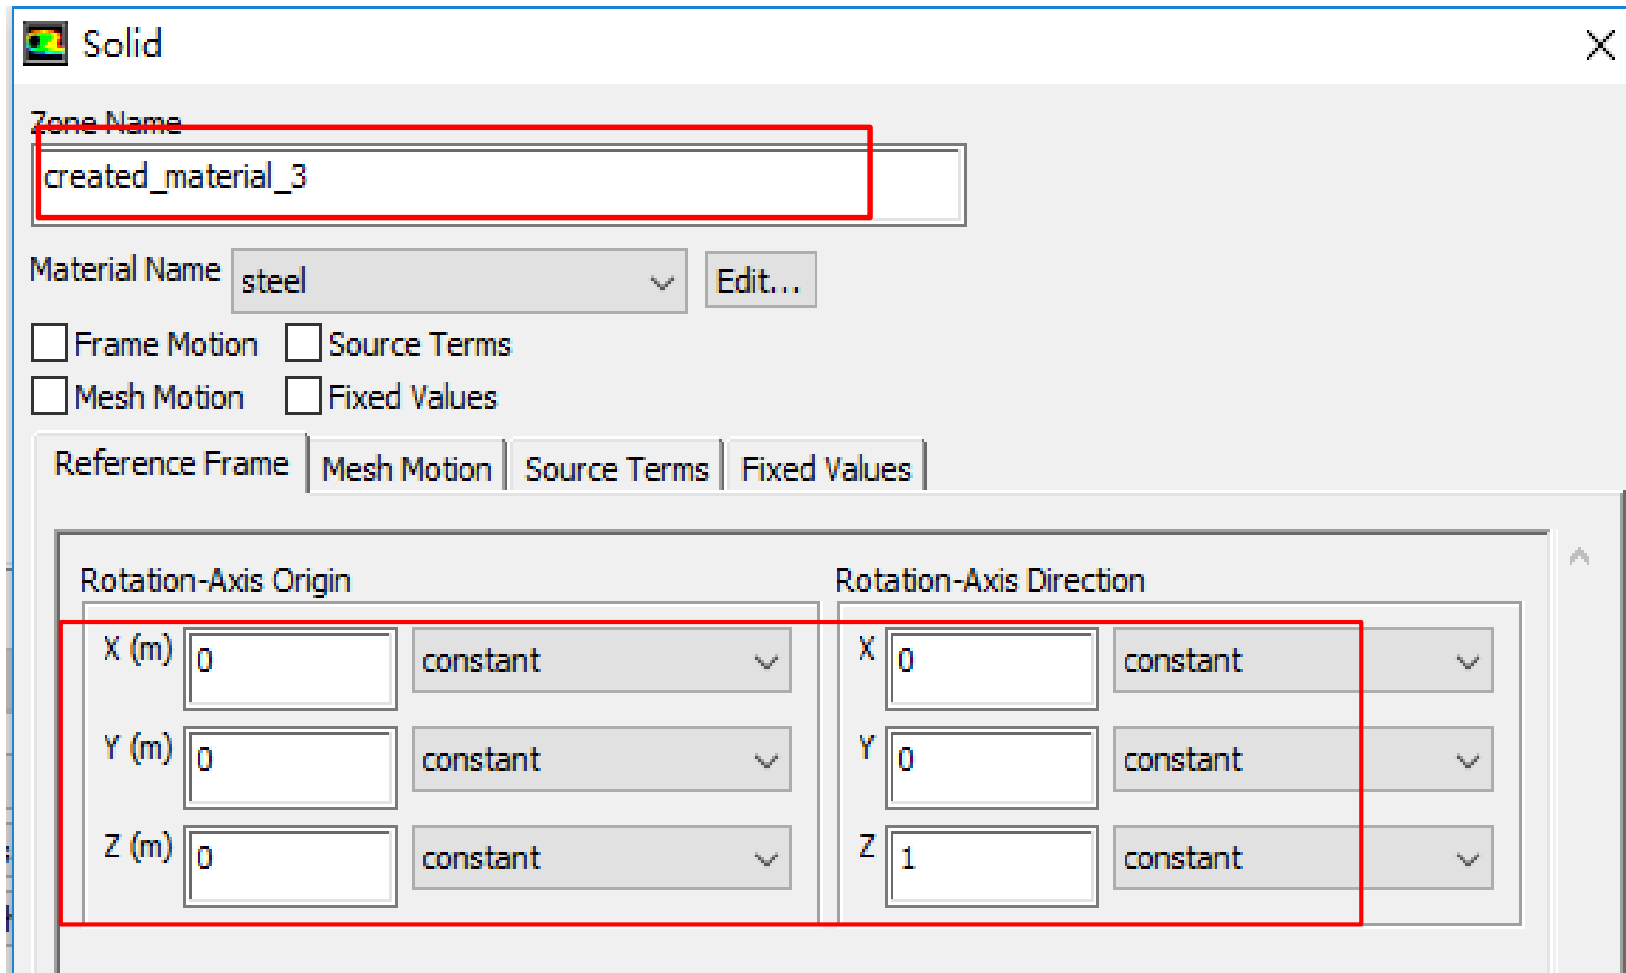 Solid
Zone Name
created_material_3
Material Name steel Edit...
Frame Motion Source Terms
Mesh Motion Fixed Values
Reference Frame Mesh Motion Source Terms Fixed Values
Rotation-Axis Origin Rotation-Axis Direction
X (m) 0 constant X 0 constant
Y (m) 0 constant Y 0 constant
Z (m) 0 constant Z 1 constant